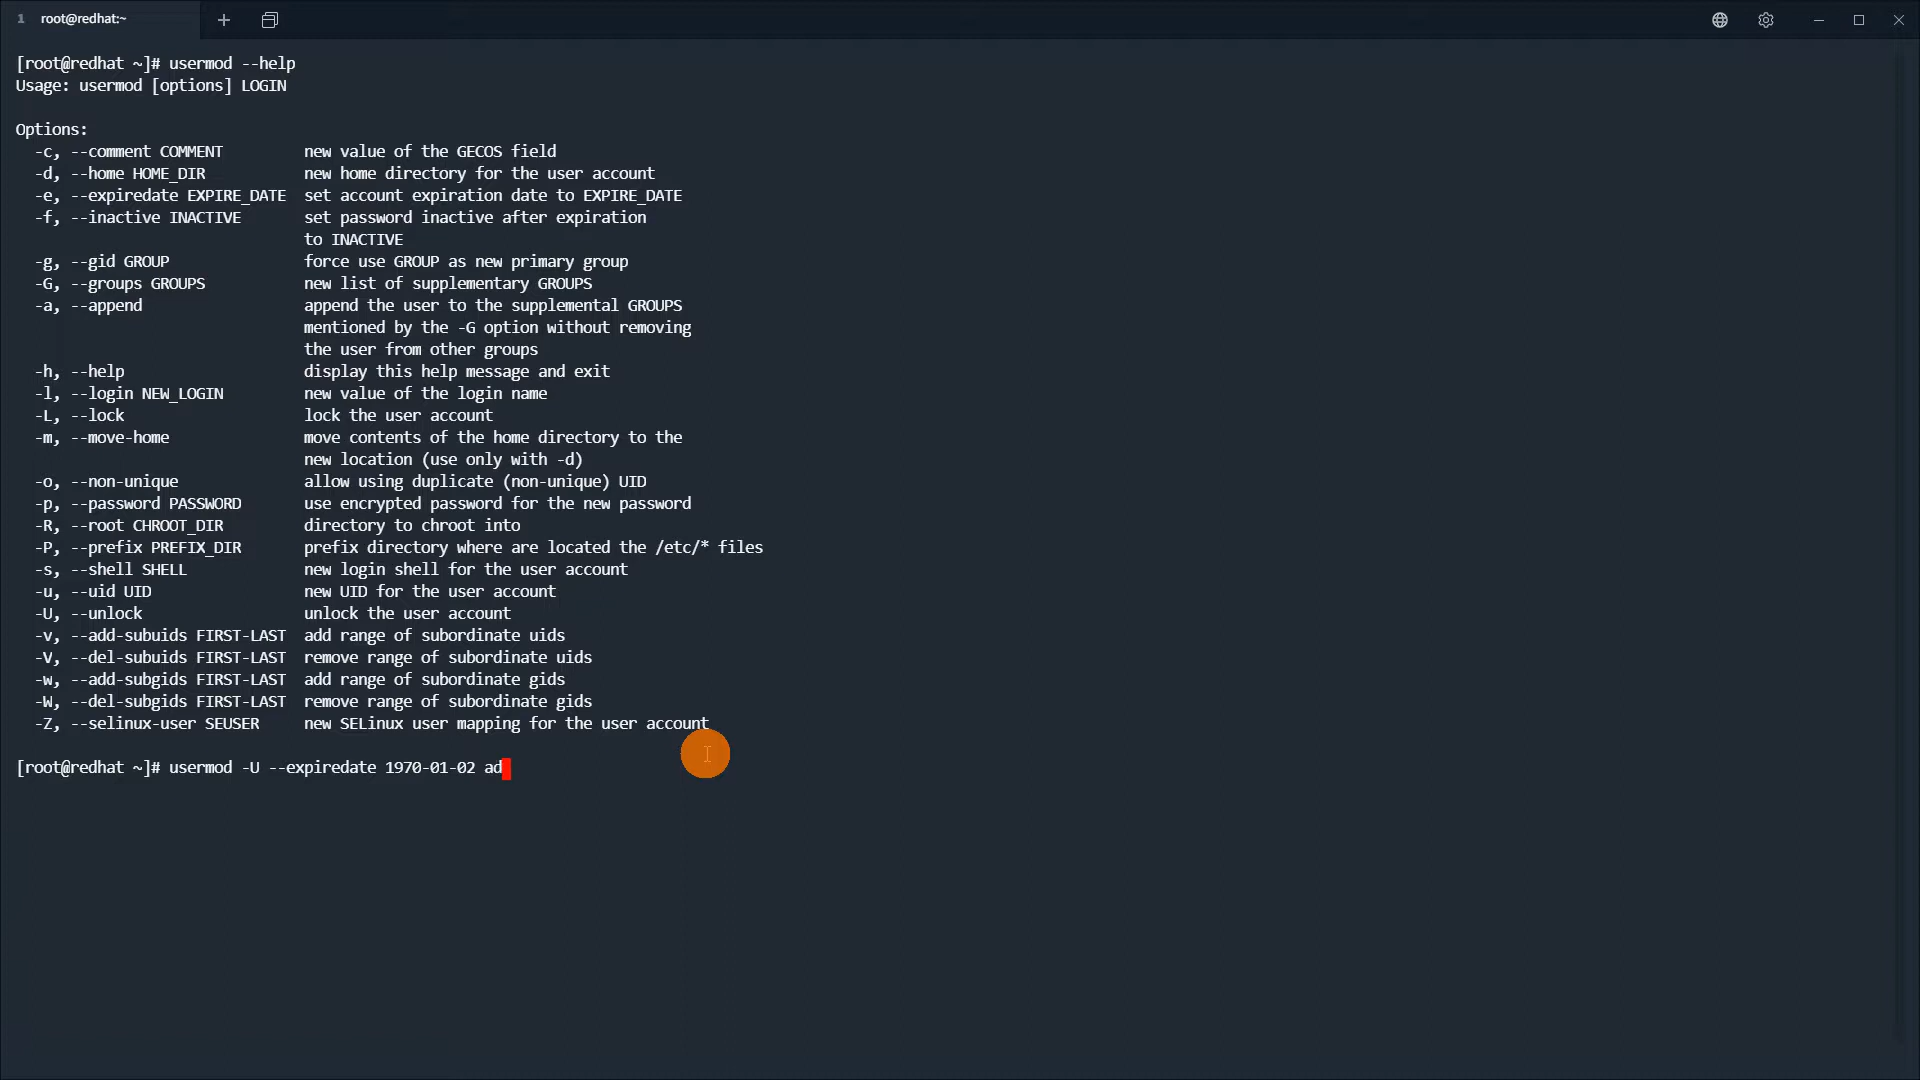 1 root@redhat:~
[root@redhat ~]# usermod --help
Usage: usermod [options] LOGIN
Options:
-c, --comment COMMENT new value of the GECOS field
-d, --home HOME_DIR new home directory for the user account
-e, --expiredate EXPIRE_DATE set account expiration date to EXPIRE_DATE
-f, --inactive INACTIVE set password inactive after expiration
to INACTIVE
-g, --gid GROUP force use GROUP as new primary group
-G, --groups GROUPS new list of supplementary GROUPS
-a, --append append the user to the supplemental GROUPS
mentioned by the -G option without removing
the user from other groups
-h, --help display this help message and exit
-l, --login NEW_LOGIN new value of the login name
-L, --lock lock the user account
-m, --move-home move contents of the home directory to the
new location (use only with -d)
-o, --non-unique allow using duplicate (non-unique) UID
-p, --password PASSWORD use encrypted password for the new password
-R, --root CHROOT_DIR directory to chroot into
-P, --prefix PREFIX_DIR prefix directory where are located the /etc/* files
-s, --shell SHELL new login shell for the user account
-u, --uid UID new UID for the user account
-U, --unlock unlock the user account
-v, --add-subuids FIRST-LAST add range of subordinate uids
-V, --del-subuids FIRST-LAST remove range of subordinate uids
-w, --add-subgids FIRST-LAST add range of subordinate gids
-W, --del-subgids FIRST-LAST remove range of subordinate gids
-Z, --selinux-user SEUSER new SELinux user mapping for the user account
[root@redhat ~]# usermod -U --expiredate 1970-01-02 ad